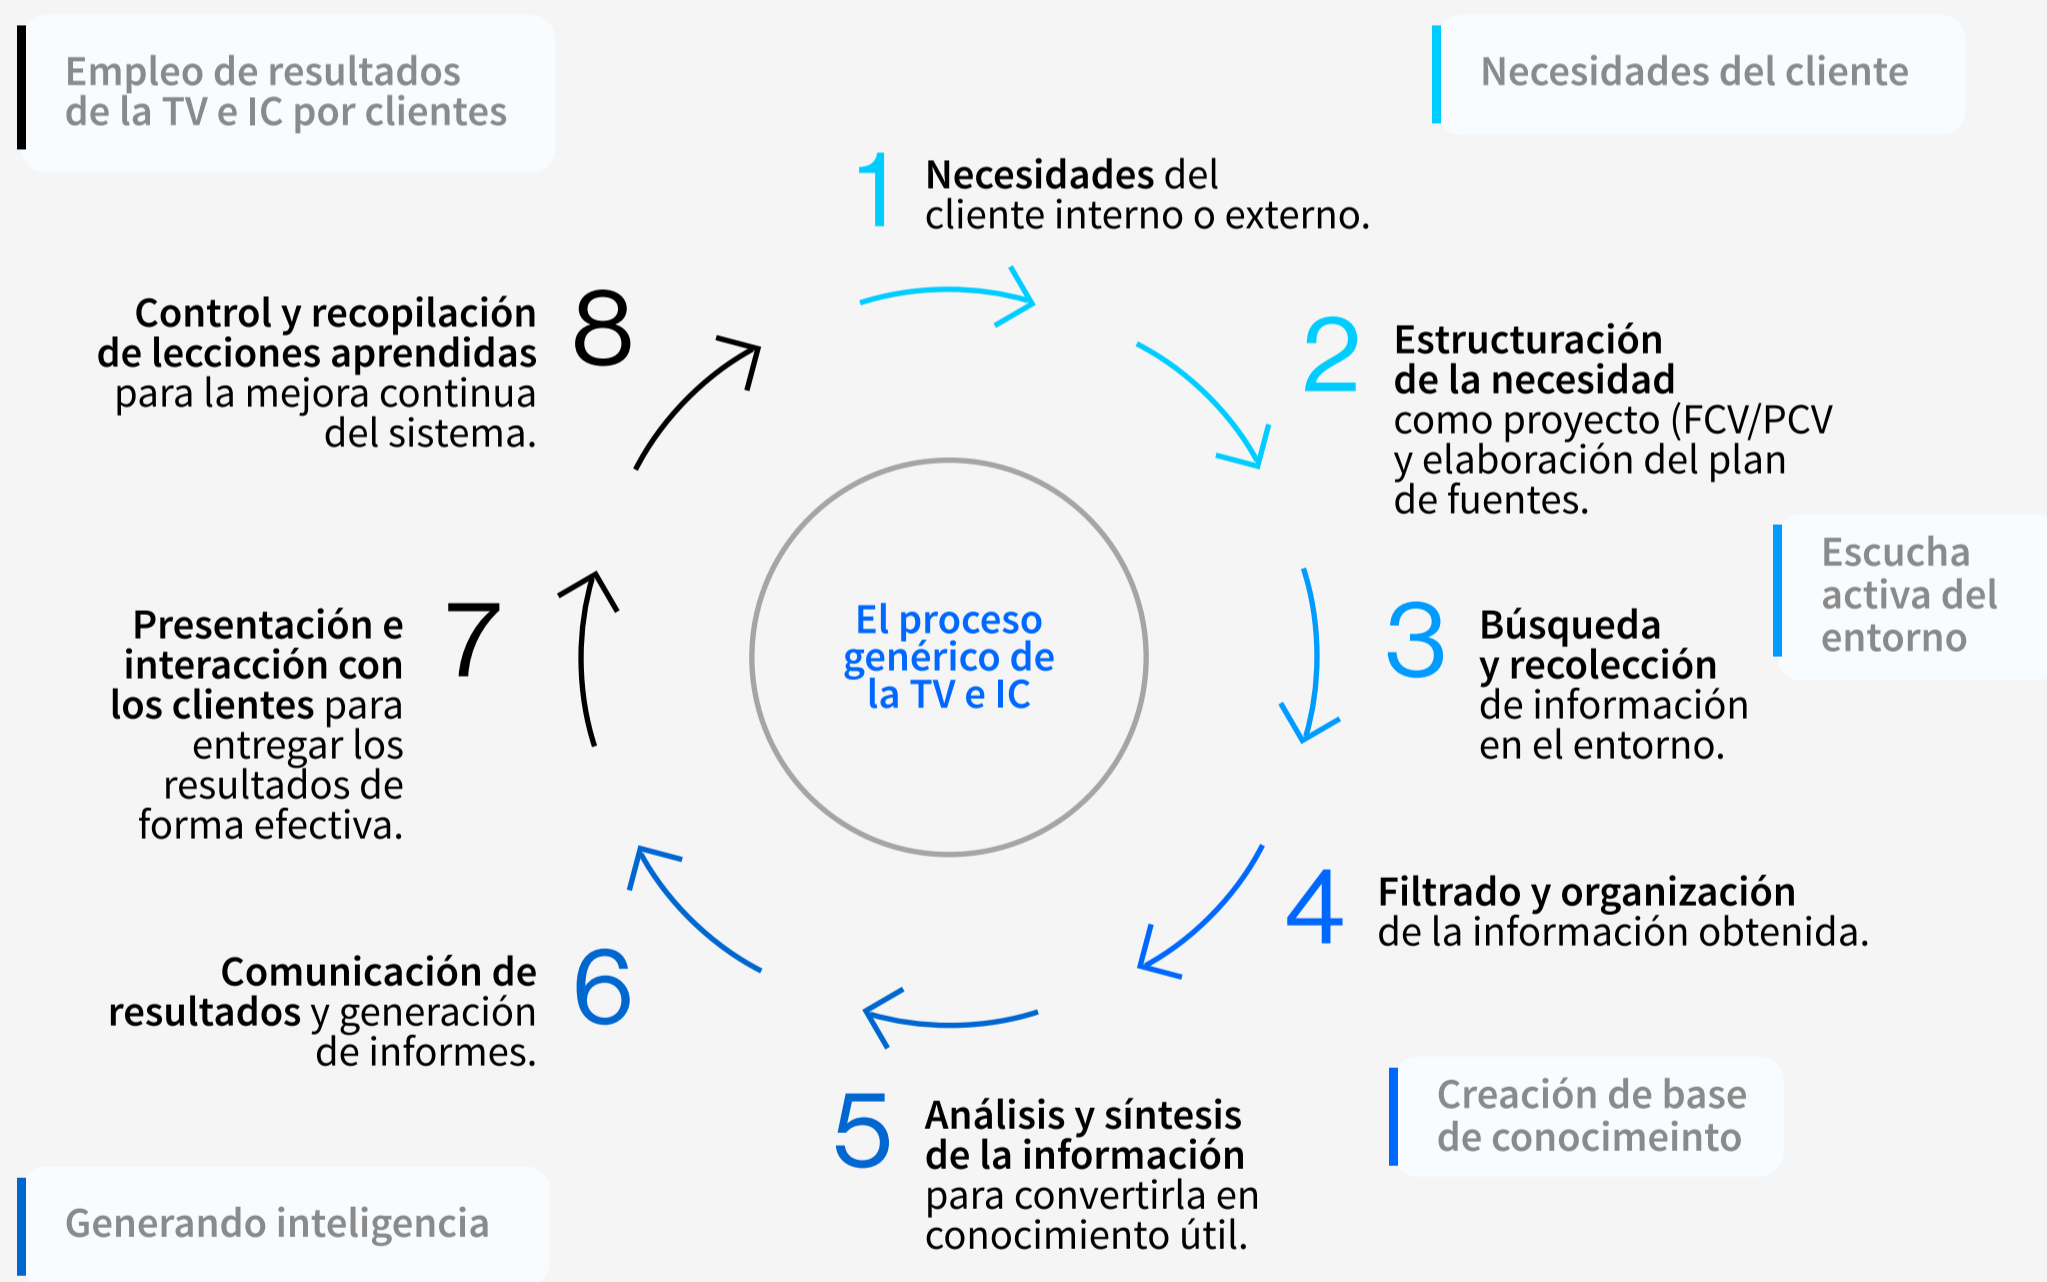 Empleo de resultados
de la TV e IC por clientes
Necesidades del cliente
1
Necesidades del
cliente interno o externo.
2
Estructuración
de la necesidad
como proyecto (FCV/PCV
y elaboración del plan
de fuentes.
Escucha
activa del
entorno
3
Búsqueda
y recolección
de información
en el entorno.
4
Filtrado y organización
de la información obtenida.
Creación de base
de conocimeinto
5
Análisis y síntesis
de la información
para convertirla en
conocimiento útil.
Generando inteligencia
6
Comunicación de
resultados y generación
de informes.
7
Presentación e
interacción con
los clientes para
entregar los
resultados de
forma efectiva.
8
Control y recopilación
de lecciones aprendidas
para la mejora continua
del sistema.
El proceso
genérico de
la TV e IC